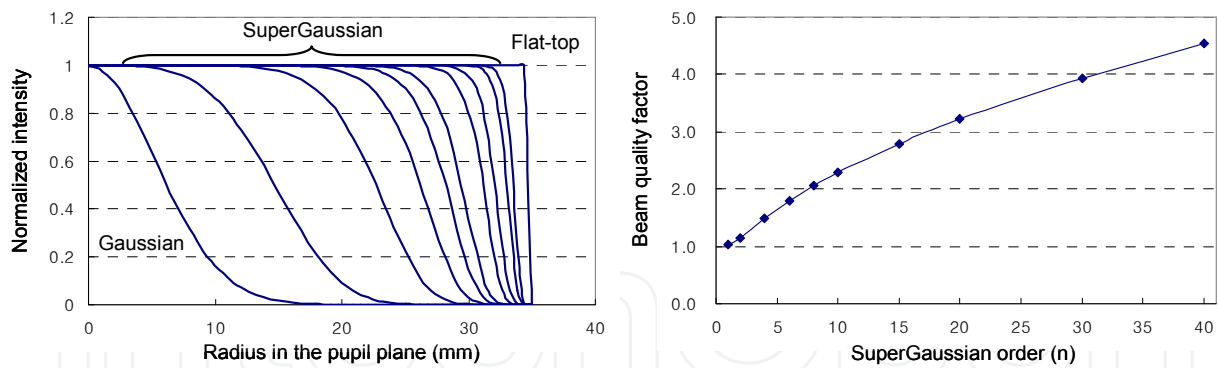 1.2
1
0.8
0.6
0.4
0.2
0
0 10 20 30 40
Normalized intensity
Radius in the pupil plane (mm)
SuperGaussian
Flat-top
Gaussian
5.0
4.0
3.0
2.0
1.0
0.0
0 5 10 15 20 25 30 35 40
Beam quality factor
SuperGaussian order (n)